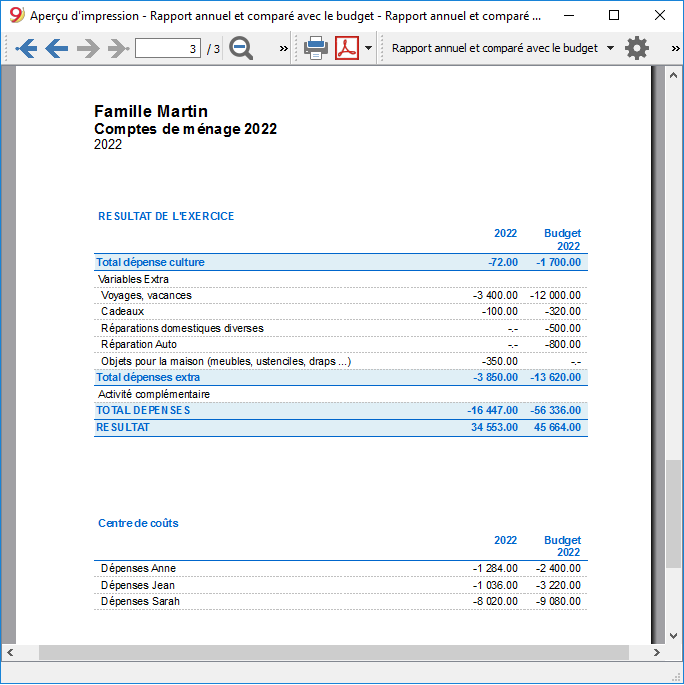 Aperçu d'impression - Rapport annuel et comparé avec le budget - Rapport annuel et comparé ...
3 / 3 » Rapport annuel et comparé avec le budget »
Famille Martin
Comptes de ménage 2022
2022
RESULTAT DE L'EXERCICE
2022 Budget
2022
Total dépense culture -72.00 -1 700.00
Variables Extra
Voyages, vacances -3 400.00 -12 000.00
Cadeaux -100.00 -320.00
Réparations domestiques diverses -.- -500.00
Réparation Auto -.- -800.00
Objets pour la maison (meubles, ustenciles, draps ...) -350.00 -.-
Total dépenses extra -3 850.00 -13 620.00
Activité complémentaire
TOTAL DEPENSES -16 447.00 -56 336.00
RESULTAT 34 553.00 45 664.00
Centre de coûts
2022 Budget
2022
Dépenses Anne -1 284.00 -2 400.00
Dépenses Jean -1 036.00 -3 220.00
Dépenses Sarah -8 020.00 -9 080.00